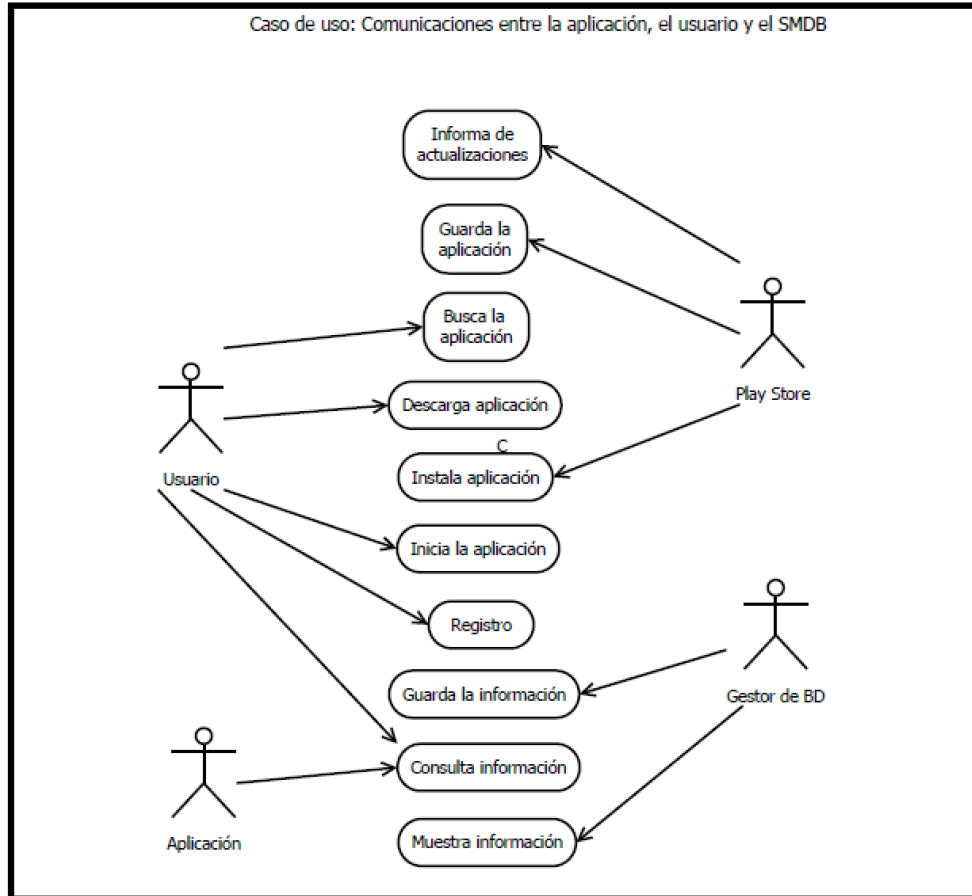 Caso de uso: Comunicaciones entre la aplicación, el usuario y el SMDB
Informa de
actualizaciones
Guarda la
aplicación
Busca la
aplicación
Play Store
Descarga aplicación
C
Instala aplicación
Usuario
Inicia la aplicación
Registro
Guarda la información
Gestor de BD
Consulta información
Aplicación
Muestra información